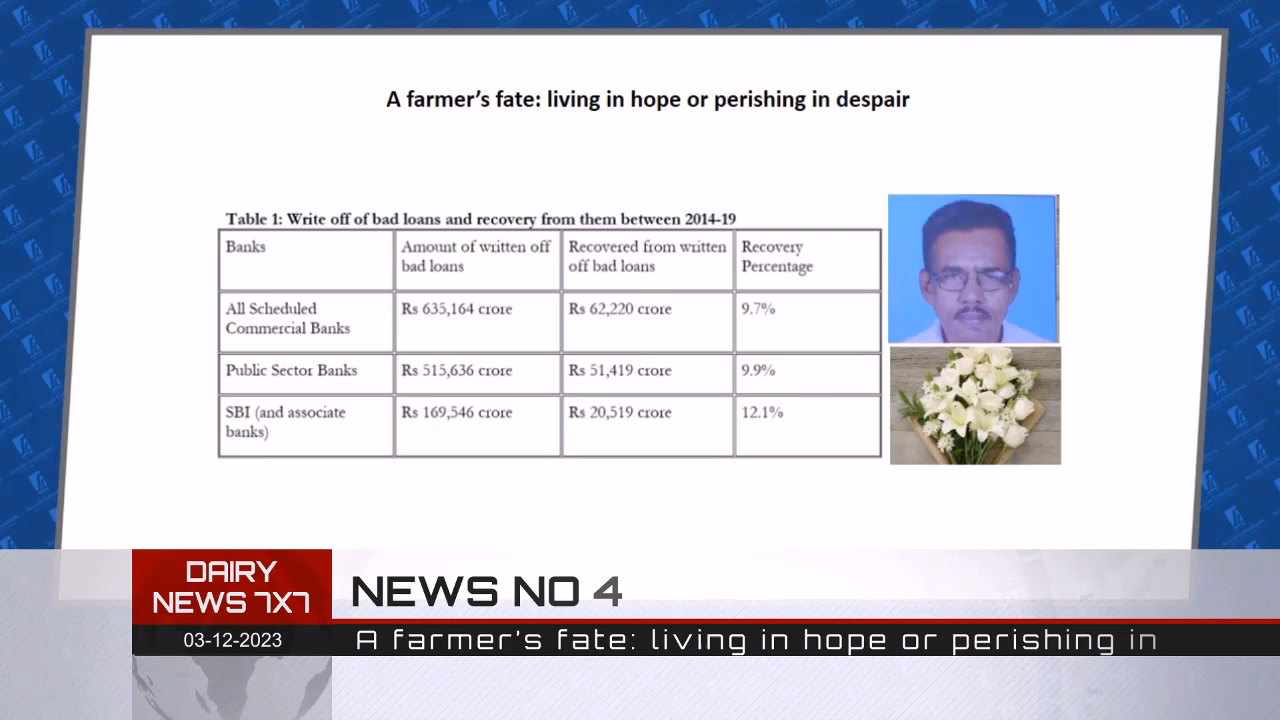 A farmer's fate: living in hope or perishing in despair
Table 1: Write off of bad loans and recovery from them between 2014-19
Banks
Amount of written off
bad loans
Recovered from written
off bad loans
Recovery
Percentage
All Scheduled
Commercial Banks
Rs 635,164 crore
Rs 62,220 crore
9.7%
Public Sector Banks
Rs 515,636 crore
Rs 51,419 crore
9.9%
SBI (and associate
banks)
Rs 169,546 crore
Rs 20,519 crore
12.1%
DAIRY
NEWS 7X7
NEWS NO 4
03-12-2023
A farmer's fate: living in hope or perishing in